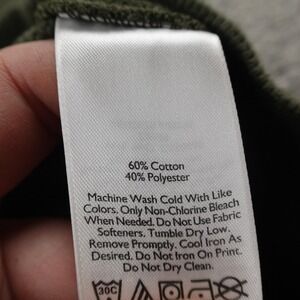 60% Cotton
40% Polyester
Machine Wash Cold With Like
Colors. Only Non-Chlorine Bleach
When Needed. Do Not Use Fabric
Softeners. Tumble Dry Low.
Remove Promptly. Cool Iron As
Desired. Do Not Iron On Print.
Do Not Dry Clean.
30C